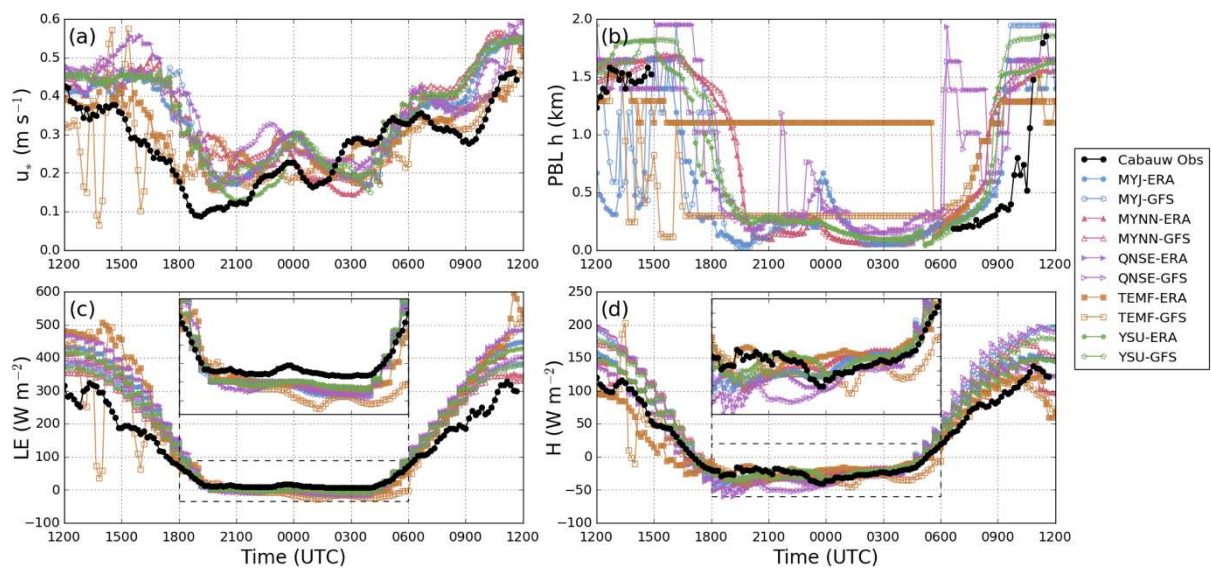 (a)
u* (m s⁻¹)
0.6
0.5
0.4
0.3
0.2
0.1
0.0
1200 1500 1800 2100 0000 0300 0600 0900 1200
(b)
PBL h (km)
2.0
1.5
1.0
0.5
0.0
1200 1500 1800 2100 0000 0300 0600 0900 1200
(c)
LE (W m⁻²)
600
500
400
300
200
100
0
−100
1200 1500 1800 2100 0000 0300 0600 0900 1200
Time (UTC)
(d)
H (W m⁻²)
250
200
150
100
50
0
−50
−100
1200 1500 1800 2100 0000 0300 0600 0900 1200
Time (UTC)
Cabauw Obs
MYJ-ERA
MYJ-GFS
MYNN-ERA
MYNN-GFS
QNSE-ERA
QNSE-GFS
TEMF-ERA
TEMF-GFS
YSU-ERA
YSU-GFS